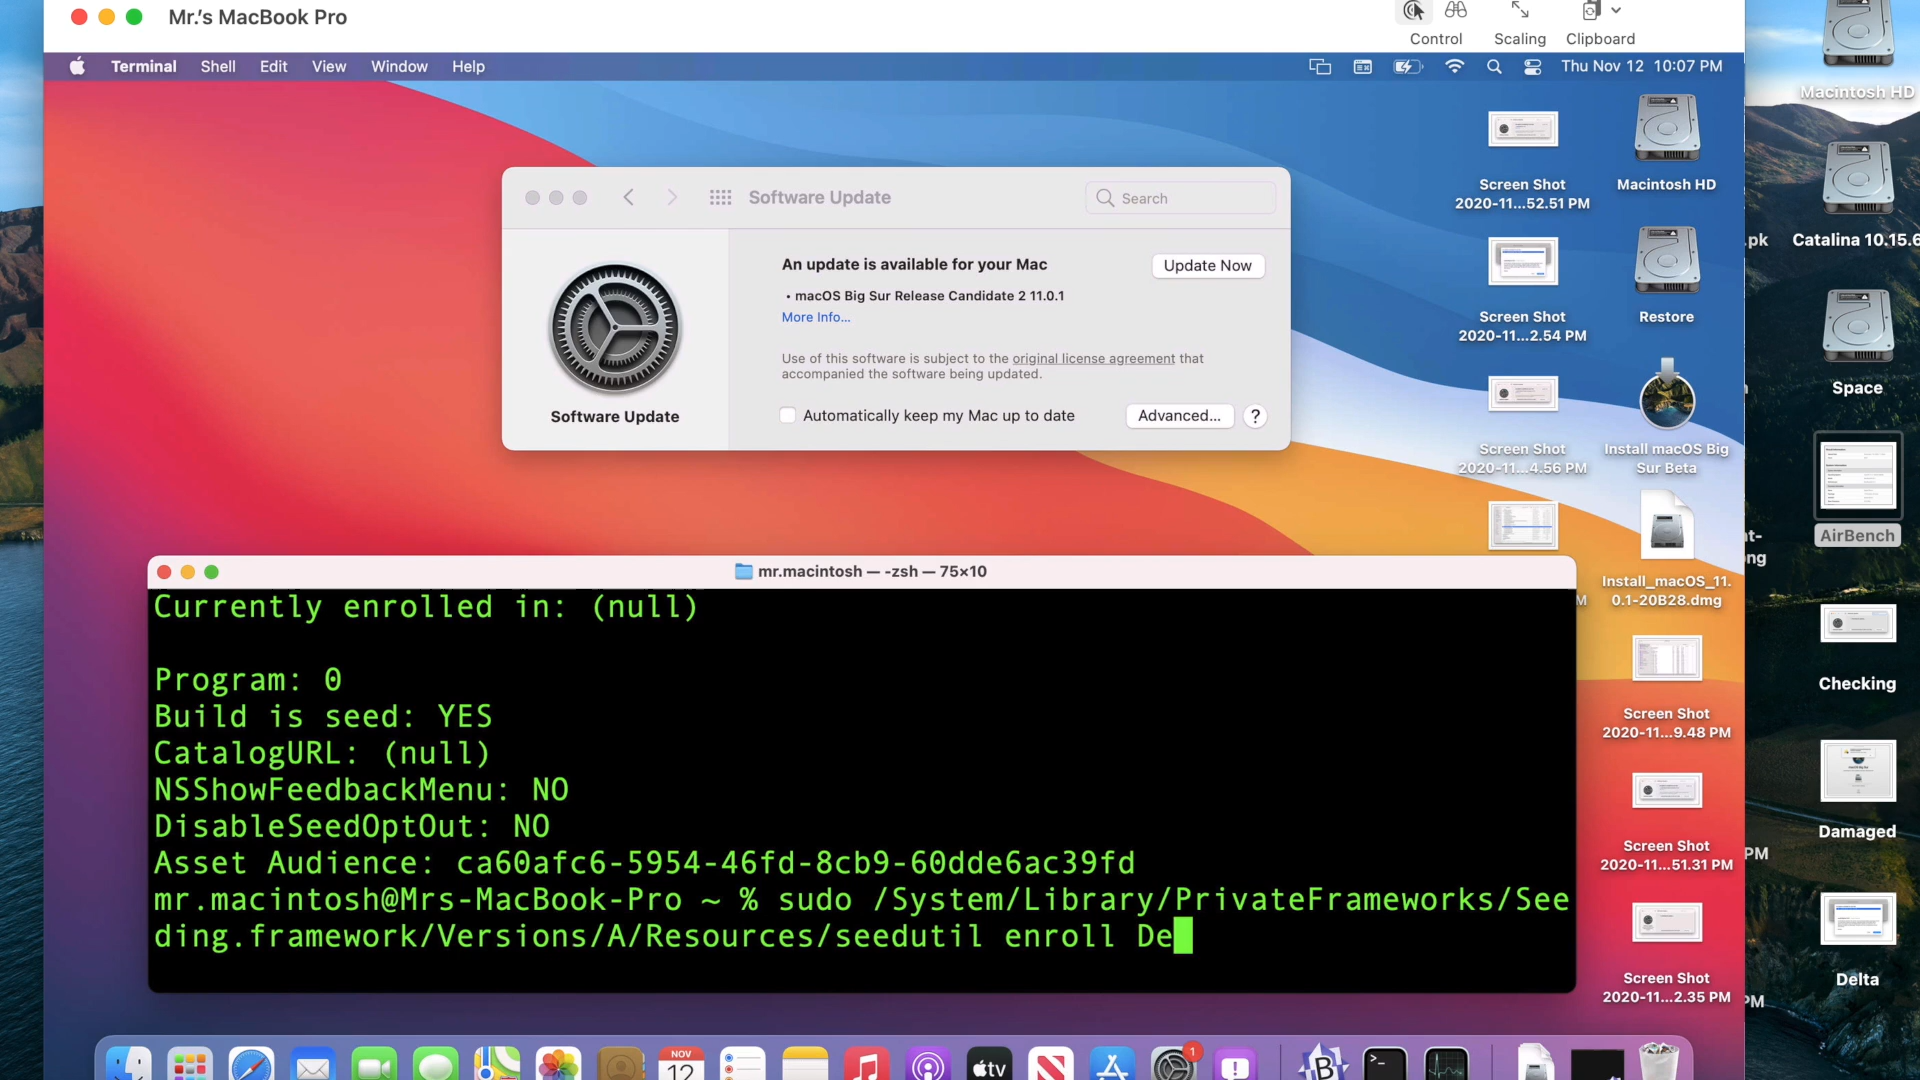 Mr.'s MacBook Pro
Control
Scaling
Clipboard
Terminal Shell Edit View Window Help
Thu Nov 12 10:07 PM
Software Update
Search
An update is available for your Mac
Update Now
• macOS Big Sur Release Candidate 2 11.0.1
More Info...
Use of this software is subject to the original license agreement that
accompanied the software being updated.
Software Update
Automatically keep my Mac up to date
Advanced...
?
Screen Shot
2020-11...52.51 PM
Macintosh HD
Screen Shot
2020-11...2.54 PM
Restore
Screen Shot
2020-11...4.56 PM
Install macOS Big
Sur Beta
Install_macOS_11.
0.1-20B28.dmg
M
Screen Shot
2020-11...9.48 PM
Screen Shot
2020-11...51.31 PM
Screen Shot
2020-11...2.35 PM
mr.macintosh — -zsh — 75×10
Currently enrolled in: (null)
Program: 0
Build is seed: YES
CatalogURL: (null)
NSShowFeedbackMenu: NO
DisableSeedOptOut: NO
Asset Audience: ca60afc6-5954-46fd-8cb9-60dde6ac39fd
mr.macintosh@Mrs-MacBook-Pro ~ % sudo /System/Library/PrivateFrameworks/See
ding.framework/Versions/A/Resources/seedutil enroll De
Macintosh HD
.pk
Catalina 10.15.6
Space
AirBench
t-
ng
Checking
Damaged
PM
Delta
PM
NOV
12
tv
1